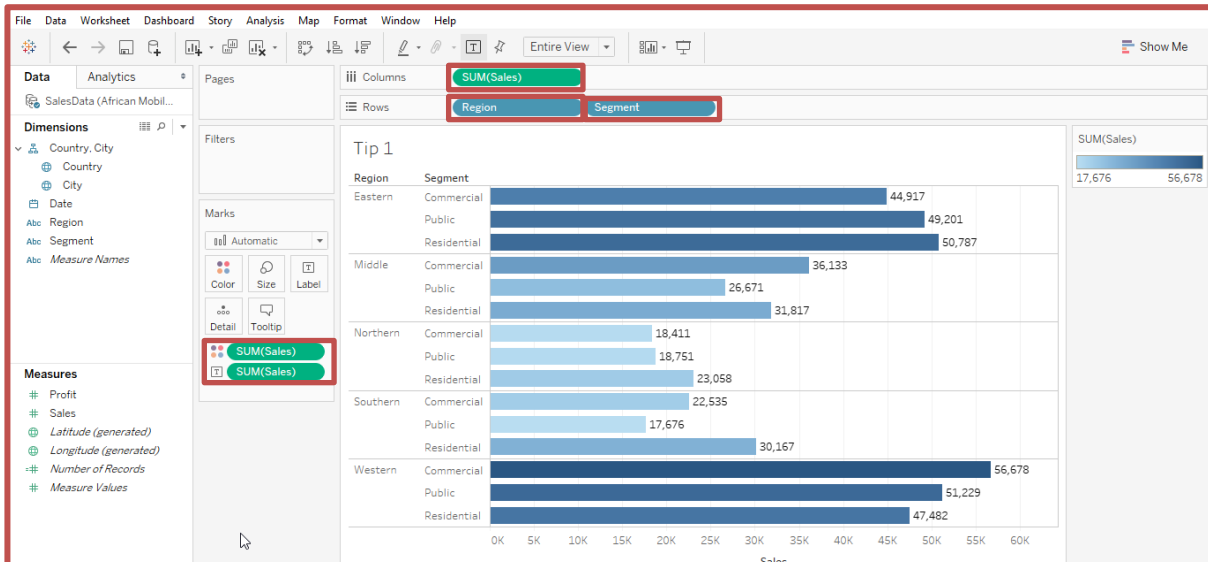 File Data Worksheet Dashboard Story Analysis Map Format Window Help
T Entire View Show Me
Data Analytics
SalesData (African Mobil...
Dimensions
Country, City
Country
City
Date
Abc Region
Abc Segment
Abc Measure Names
Measures
# Profit
# Sales
Latitude (generated)
Longitude (generated)
=# Number of Records
# Measure Values
Pages
Filters
Marks
Automatic
Color Size T Label
Detail Tooltip
SUM(Sales)
T SUM(Sales)
iii Columns SUM(Sales)
Rows Region Segment
Tip 1
Region Segment
Eastern Commercial 44,917
Public 49,201
Residential 50,787
Middle Commercial 36,133
Public 26,671
Residential 31,817
Northern Commercial 18,411
Public 18,751
Residential 23,058
Southern Commercial 22,535
Public 17,676
Residential 30,167
Western Commercial 56,678
Public 51,229
Residential 47,482
0K 5K 10K 15K 20K 25K 30K 35K 40K 45K 50K 55K 60K
Sales
SUM(Sales)
17,676 56,678